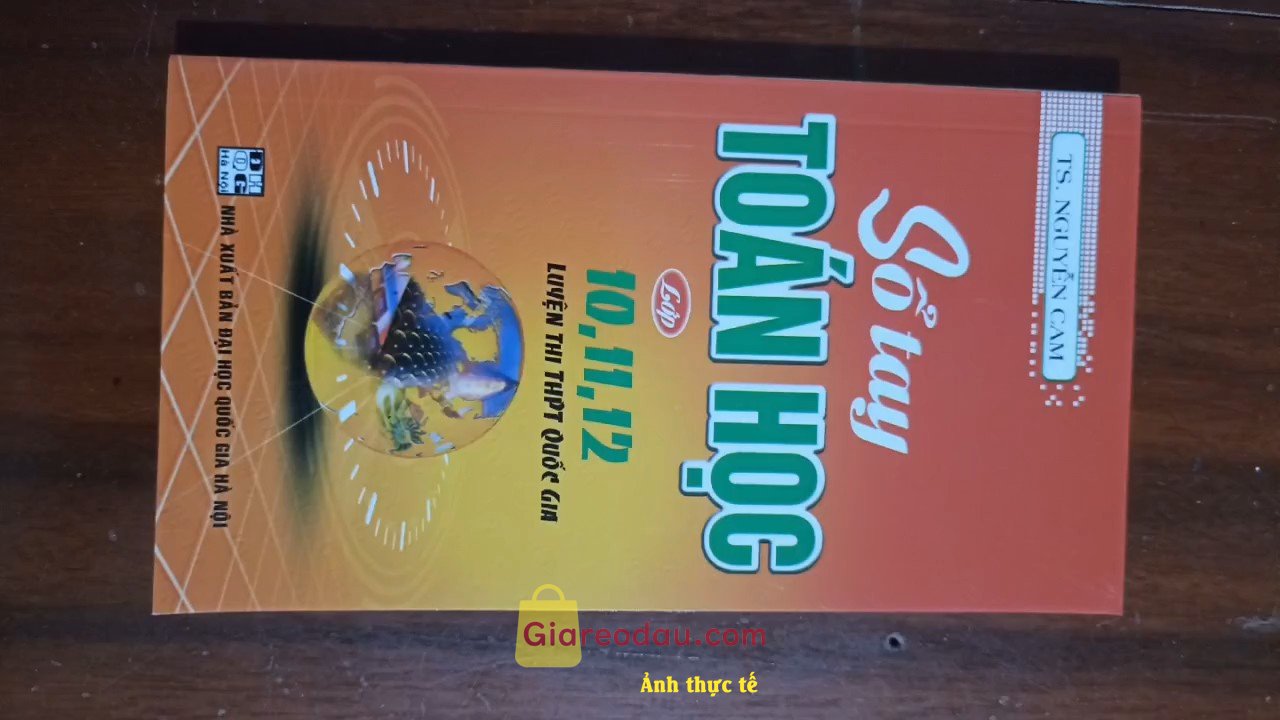 TS. NGUYỄN CAM
Sổ tay
TOÁN HỌC
Lớp
10, 11, 12
LUYỆN THI THPT QUỐC GIA
ĐH
QG
Hà Nội
NHÀ XUẤT BẢN ĐẠI HỌC QUỐC GIA HÀ NỘI
Giareodau.com
Ảnh thực tế